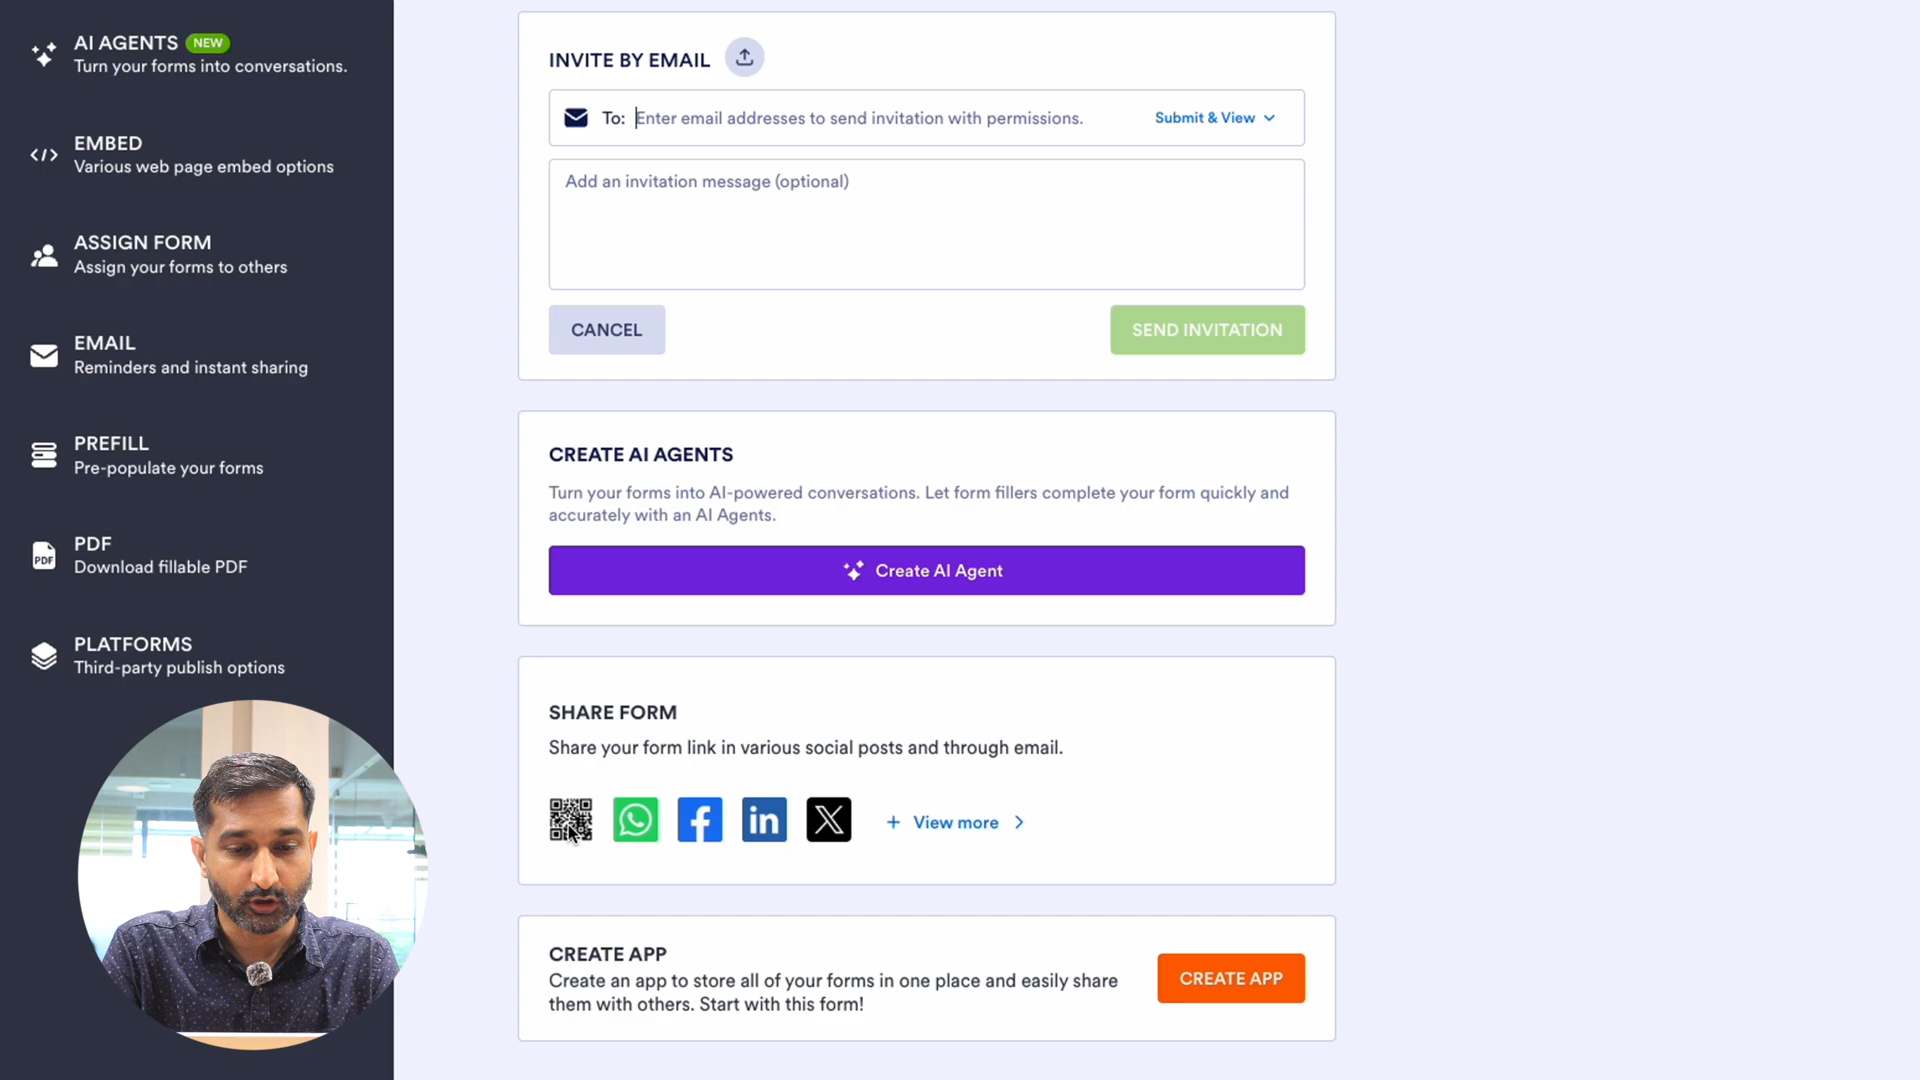 AI AGENTS NEW
Turn your forms into conversations.
EMBED
Various web page embed options
ASSIGN FORM
Assign your forms to others
EMAIL
Reminders and instant sharing
PREFILL
Pre-populate your forms
PDF
PDF
Download fillable PDF
PLATFORMS
Third-party publish options
INVITE BY EMAIL
To: Enter email addresses to send invitation with permissions. Submit & View
Add an invitation message (optional)
CANCEL SEND INVITATION
CREATE AI AGENTS
Turn your forms into AI-powered conversations. Let form fillers complete your form quickly and
accurately with an AI Agents.
Create AI Agent
SHARE FORM
Share your form link in various social posts and through email.
f in X + View more
CREATE APP
Create an app to store all of your forms in one place and easily share
them with others. Start with this form!
CREATE APP